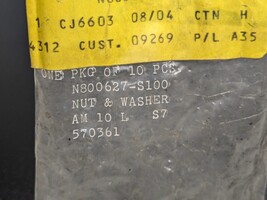 1 CJ6603 08/04 CTN H
4312 CUST. 09269 P/L A35
ONE PKG OF 10 PCS
N800627-S100
NUT & WASHER
AM 10 L S7
570361